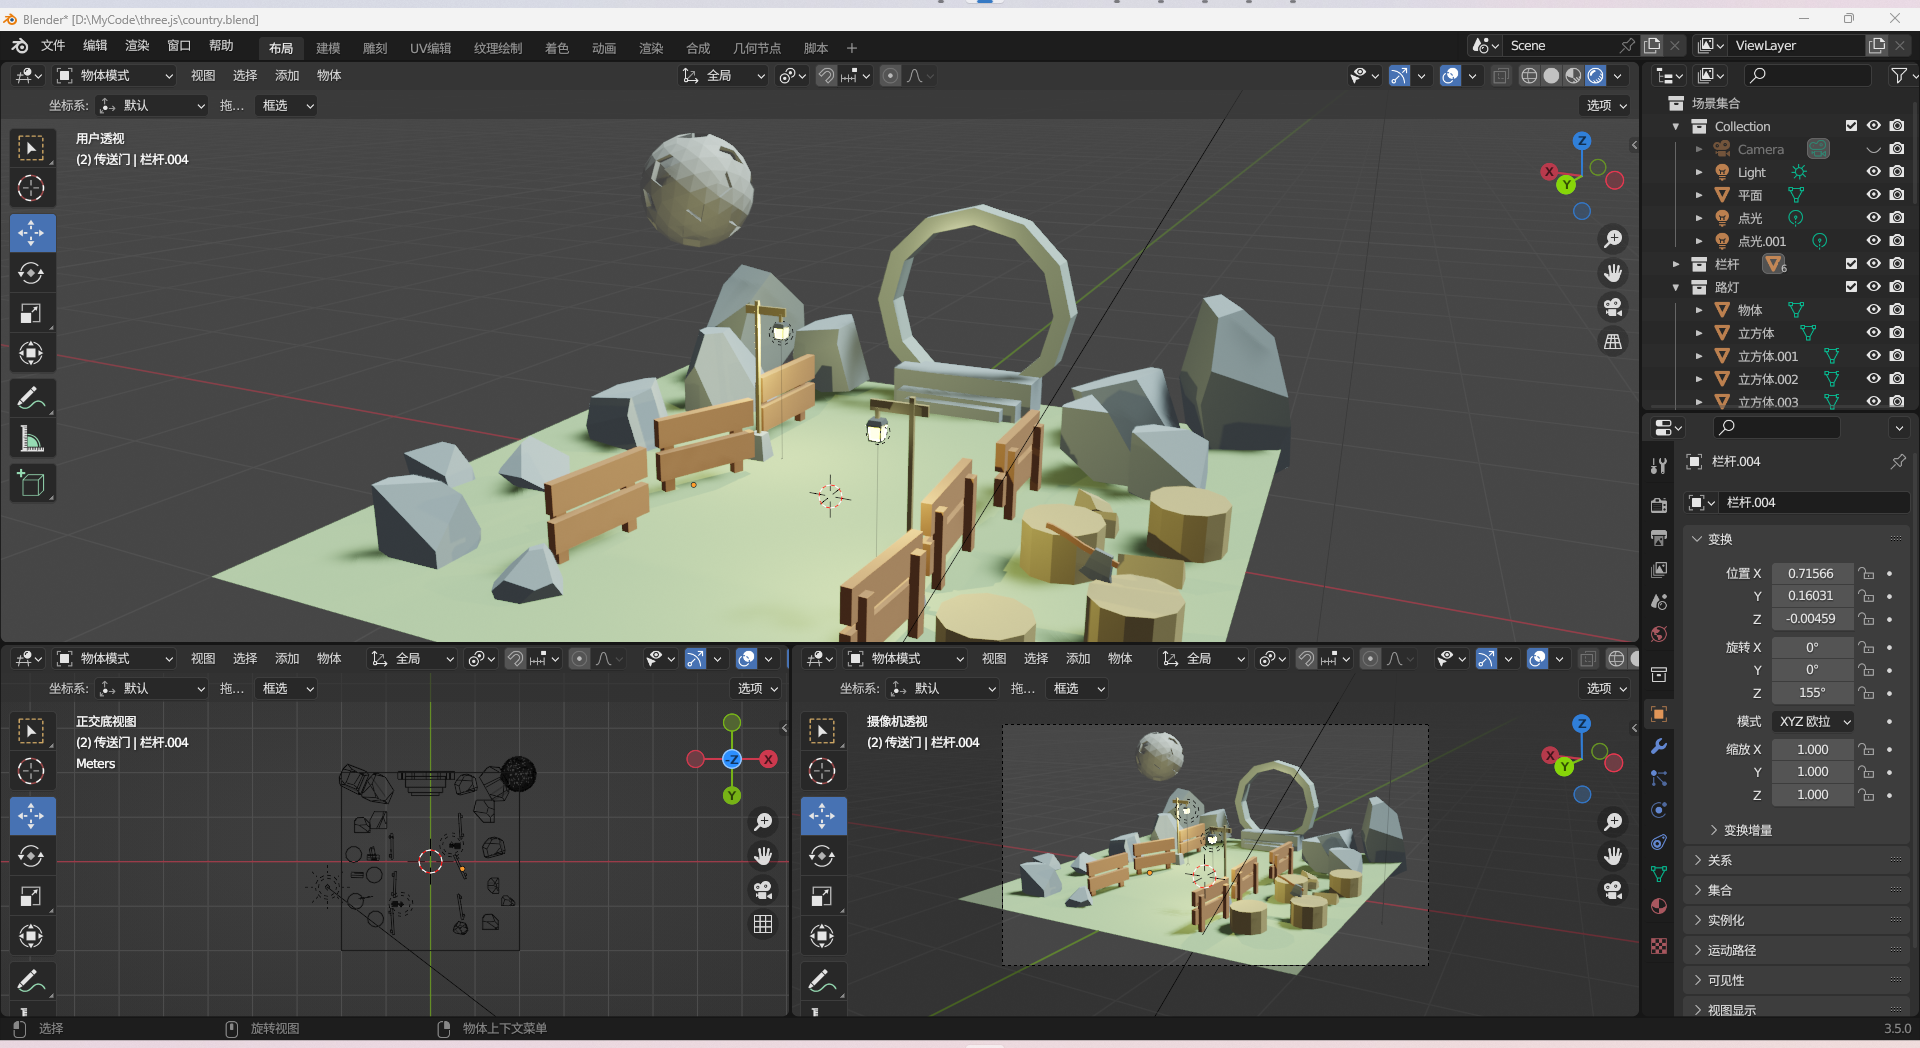 Blender* [D:\MyCode\three.js\country.blend]
文件 编辑 渲染 窗口 帮助 布局 建模 雕刻 UV编辑 纹理绘制 着色 动画 渲染 合成 几何节点 脚本 + Scene ViewLayer
物体模式 视图 选择 添加 物体 全局
坐标系: 默认 拖... 框选 选项
用户透视
(2) 传送门 | 栏杆.004
Z
X
Y
场景集合
Collection
Camera
Light
平面
点光
点光.001
栏杆 6
路灯
物体
立方体
立方体.001
立方体.002
立方体.003
栏杆.004
栏杆.004
变换
位置 X 0.71566
Y 0.16031
Z -0.00459
旋转 X 0°
Y 0°
Z 155°
模式 XYZ 欧拉
缩放 X 1.000
Y 1.000
Z 1.000
变换增量
关系
集合
实例化
运动路径
可见性
视图显示
物体模式 视图 选择 添加 物体 全局
坐标系: 默认 拖... 框选 选项
正交底视图
(2) 传送门 | 栏杆.004
Meters
-Z X
Y
物体模式 视图 选择 添加 物体 全局
坐标系: 默认 拖... 框选 选项
摄像机透视
(2) 传送门 | 栏杆.004
Z
X
Y
选择 旋转视图 物体上下文菜单 3.5.0